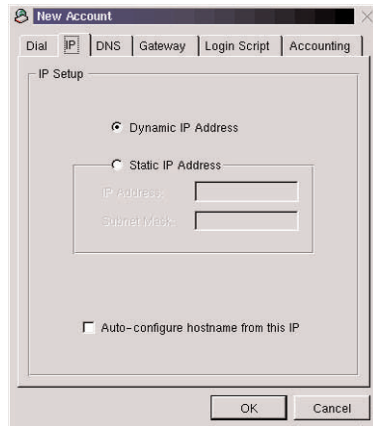 New Account
Dial IP DNS Gateway Login Script Accounting
IP Setup
Dynamic IP Address
Static IP Address
IP Address:
Subnet Mask:
Auto-configure hostname from this IP
OK Cancel